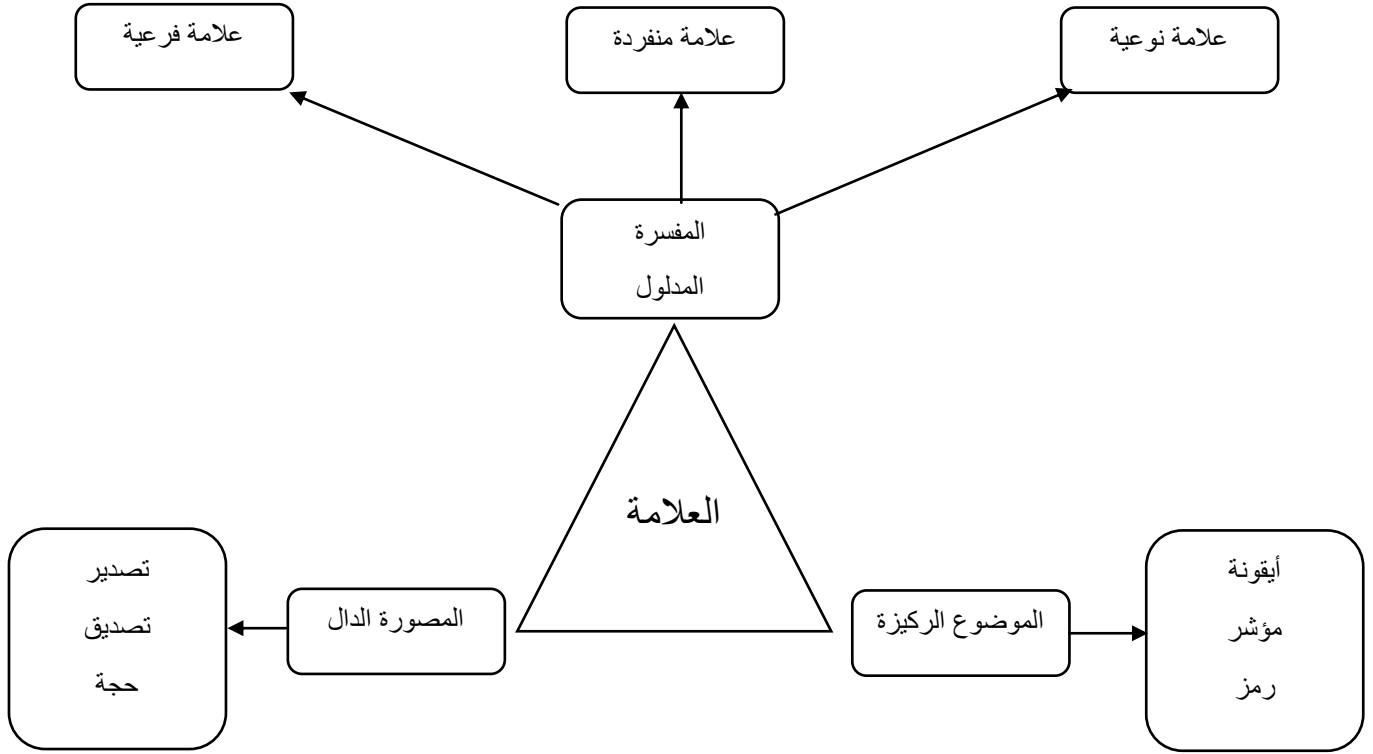 علامة نوعية
علامة منفردة
علامة فرعية
المفسرة
المدلول
العلامة
أيقونة
مؤشر
رمز
الموضوع الركيزة
المصورة الدال
تصدير
تصديق
حجة